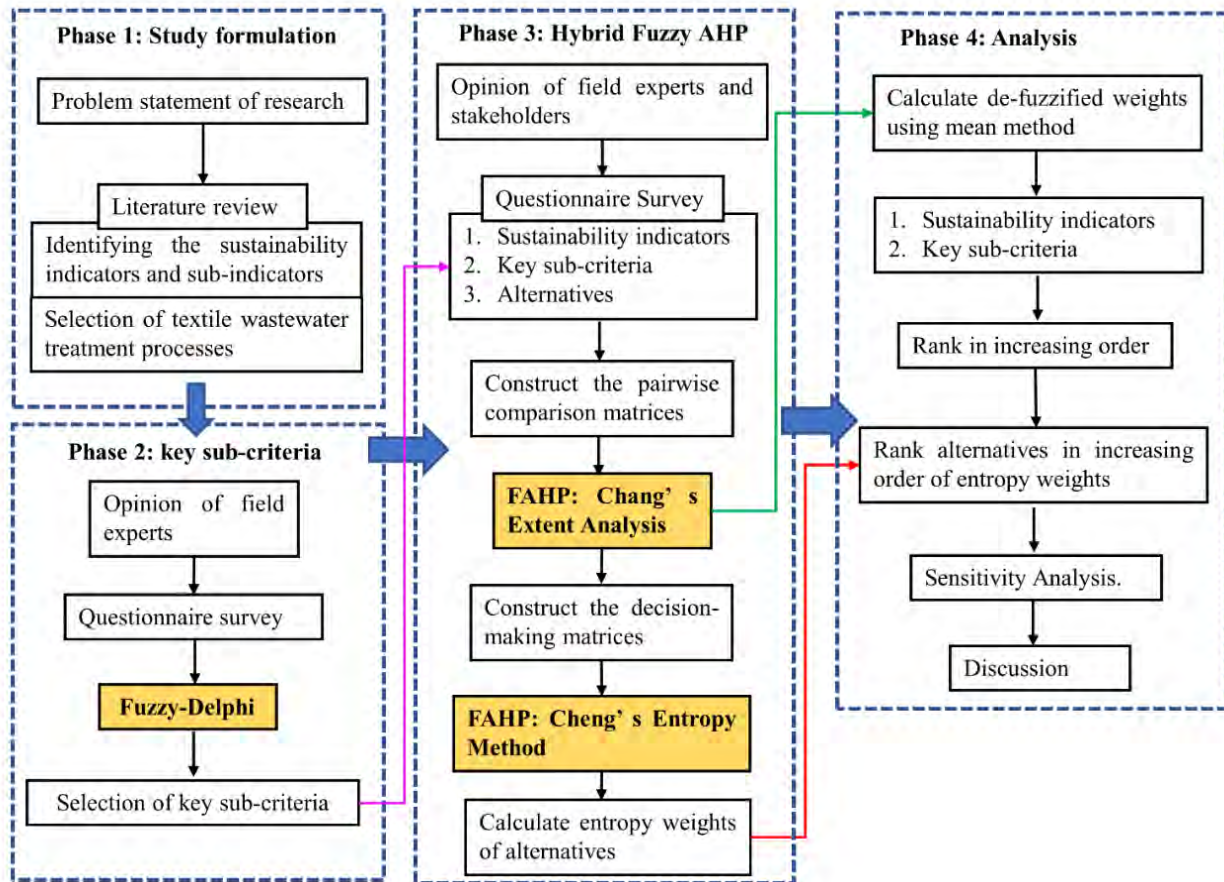 Phase 1: Study formulation
Problem statement of research
Literature review
Identifying the sustainability
indicators and sub-indicators
Selection of textile wastewater
treatment processes
Phase 2: key sub-criteria
Opinion of field
experts
Questionnaire survey
Fuzzy-Delphi
Selection of key sub-criteria
Phase 3: Hybrid Fuzzy AHP
Opinion of field experts and
stakeholders
Questionnaire Survey
1. Sustainability indicators
2. Key sub-criteria
3. Alternatives
Construct the pairwise
comparison matrices
FAHP: Chang’ s
Extent Analysis
Construct the decision-
making matrices
FAHP: Cheng’ s Entropy
Method
Calculate entropy weights
of alternatives
Phase 4: Analysis
Calculate de-fuzzified weights
using mean method
1. Sustainability indicators
2. Key sub-criteria
Rank in increasing order
Rank alternatives in increasing
order of entropy weights
Sensitivity Analysis.
Discussion